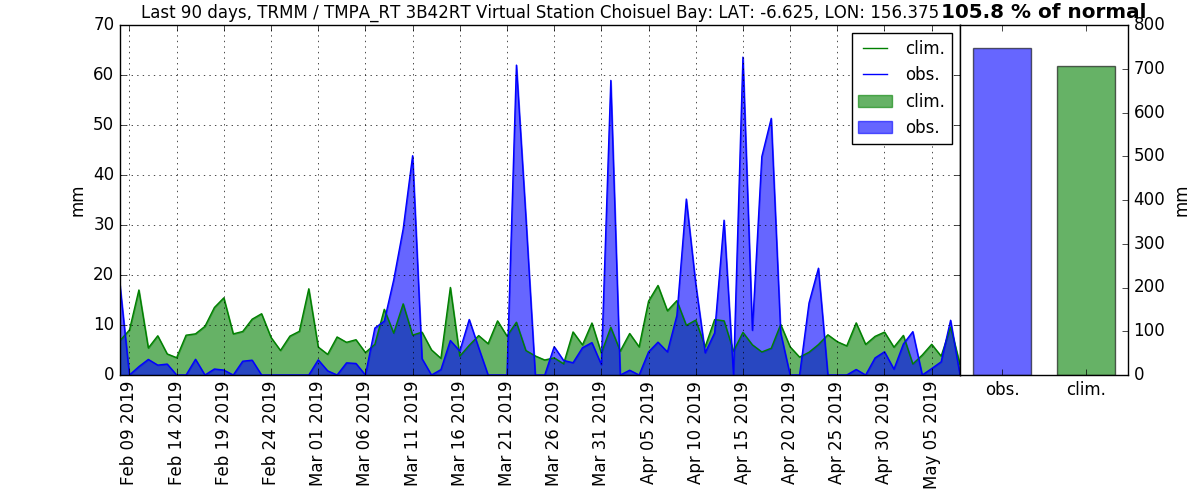 Last 90 days, TRMM / TMPA_RT 3B42RT Virtual Station Choisuel Bay: LAT: -6.625, LON: 156.375 105.8 % of normal
70
60
50
40
30
20
10
0
mm
clim.
obs.
clim.
obs.
800
700
600
500
400
300
200
100
0
mm
obs.
clim.
Feb 09 2019
Feb 14 2019
Feb 19 2019
Feb 24 2019
Mar 01 2019
Mar 06 2019
Mar 11 2019
Mar 16 2019
Mar 21 2019
Mar 26 2019
Mar 31 2019
Apr 05 2019
Apr 10 2019
Apr 15 2019
Apr 20 2019
Apr 25 2019
Apr 30 2019
May 05 2019